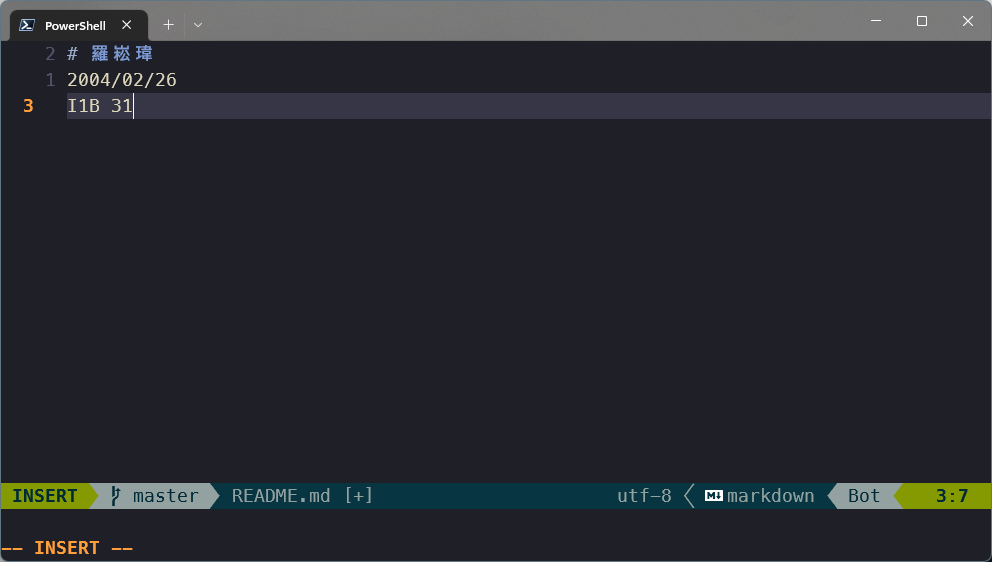 PowerShell
2 # 羅崧瑋
1 2004/02/26
3 I1B 31
INSERT master README.md [+] utf-8 markdown Bot 3:7
-- INSERT --